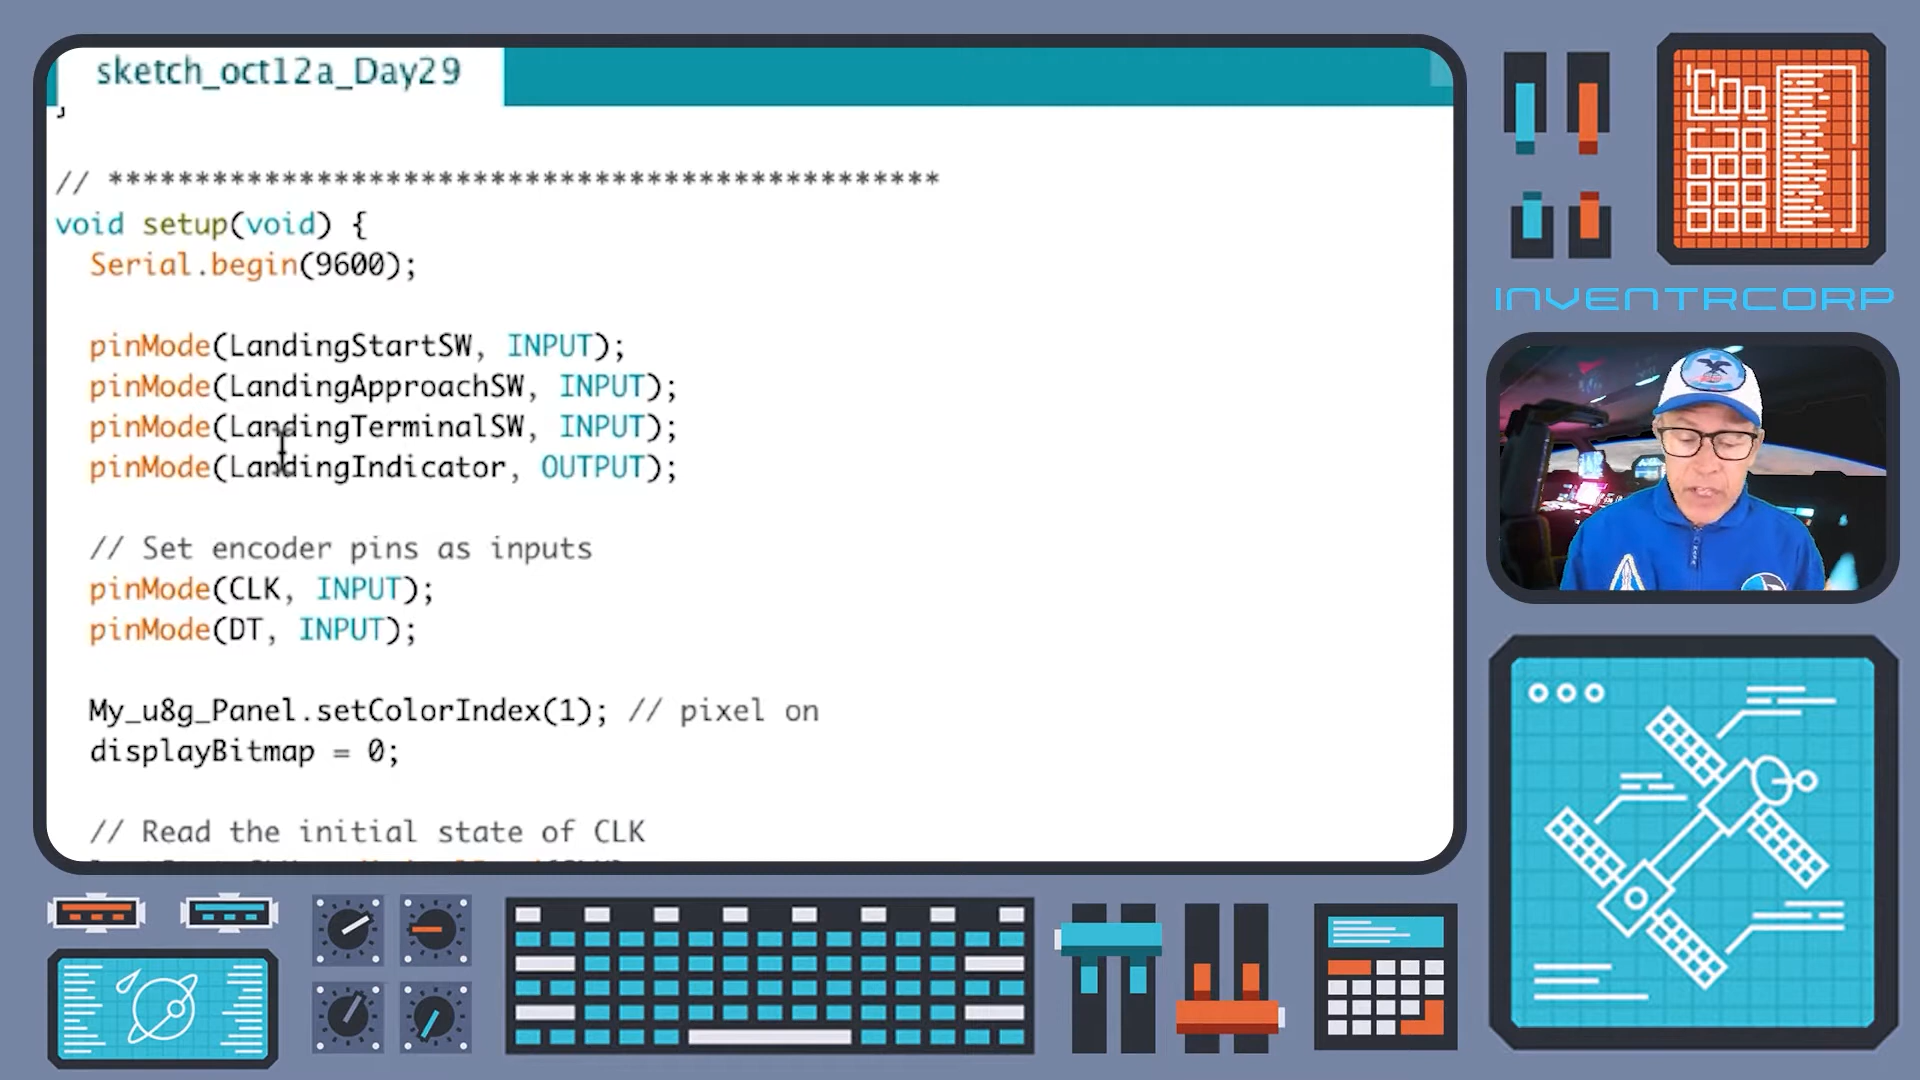 sketch_oct12a_Day29
}
// ************************************************
void setup(void) {
Serial.begin(9600);
pinMode(LandingStartSW, INPUT);
pinMode(LandingApproachSW, INPUT);
pinMode(LandingTerminalSW, INPUT);
pinMode(LandingIndicator, OUTPUT);
// Set encoder pins as inputs
pinMode(CLK, INPUT);
pinMode(DT, INPUT);
My_u8g_Panel.setColorIndex(1); // pixel on
displayBitmap = 0;
// Read the initial state of CLK
INVENTRCORP